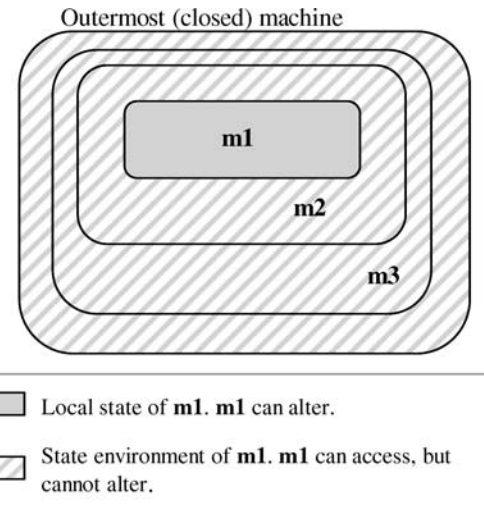 Outermost (closed) machine
m1
m2
m3
Local state of m1. m1 can alter.
State environment of m1. m1 can access, but
cannot alter.